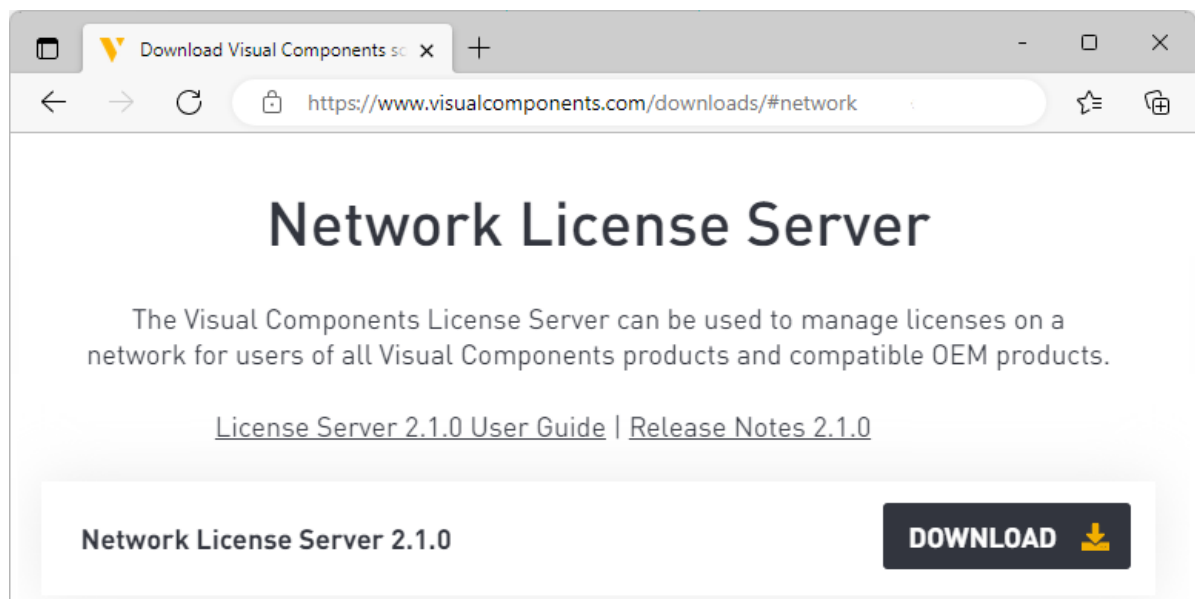 Download Visual Components sc
https://www.visualcomponents.com/downloads/#network
Network License Server
The Visual Components License Server can be used to manage licenses on a
network for users of all Visual Components products and compatible OEM products.
License Server 2.1.0 User Guide | Release Notes 2.1.0
Network License Server 2.1.0
DOWNLOAD